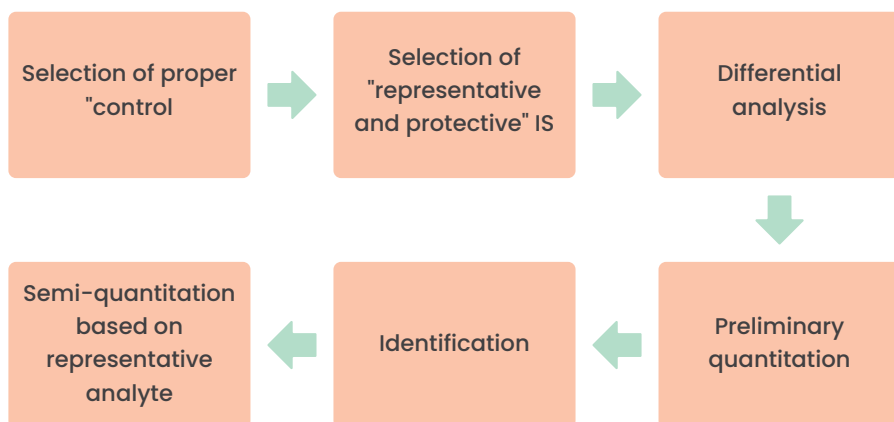 Selection of proper
"control
Selection of
"representative
and protective" IS
Differential
analysis
Preliminary
quantitation
Identification
Semi-quantitation
based on
representative
analyte